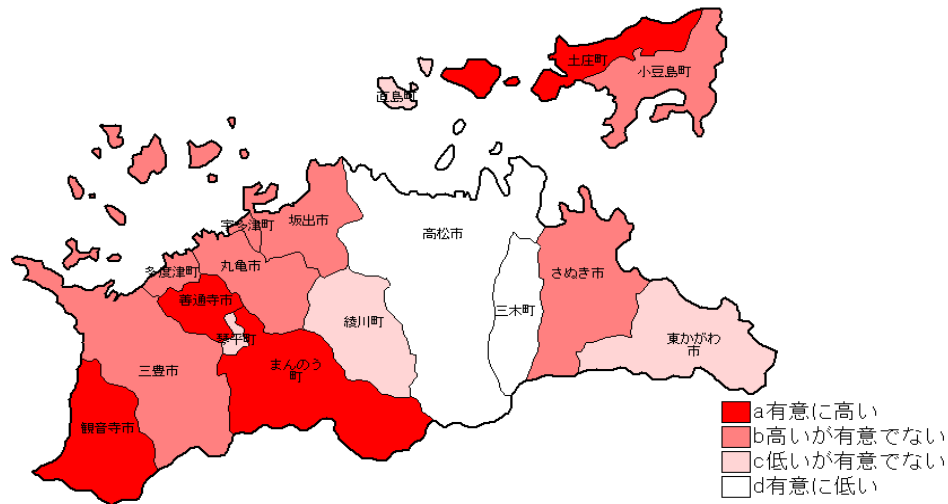 土庄町
小豆島町
直島町
宇多津町
坂出市
高松市
多度津町
丸亀市
さぬき市
善通寺市
綾川町
三木町
琴平町
東かがわ
市
三豊市
まんのう
町
観音寺市
a有意に高い
b高いが有意でない
c低いが有意でない
d有意に低い